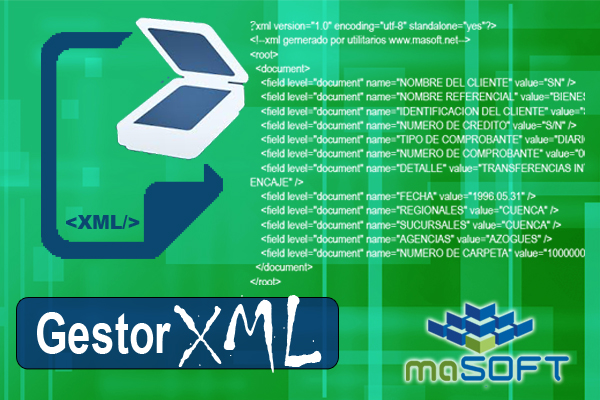 ?xml version="1.0" encoding="utf-8" standalone="yes"?>
<!--xml gemerado por utilitarios www.masoft.net-->
<root>
<document>
<field level="document" name="NOMBRE DEL CLIENTE" value="SN" />
<field level="document" name="NOMBRE REFERENCIAL" value="BIENES
<field level="document" name="IDENTIFICACION DEL CLIENTE" value="S
<field level="document" name="NUMERO DE CREDITO" value="S/N" />
<field level="document" name="TIPO DE COMPROBANTE" value="DIARIO
<field level="document" name="NUMERO DE COMPROBANTE" value="00
<field level="document" name="DETALLE" value="TRANSFERENCIAS IN
ENCAJE" />
<field level="document" name="FECHA" value="1996.05.31" />
<field level="document" name="REGIONALES" value="CUENCA" />
<field level="document" name="SUCURSALES" value="CUENCA" />
<field level="document" name="AGENCIAS" value="AZOGUES" />
<field level="document" name="NUMERO DE CARPETA" value="1000000
</document>
</root>
<XML/>
Gestor XML
maSOFT